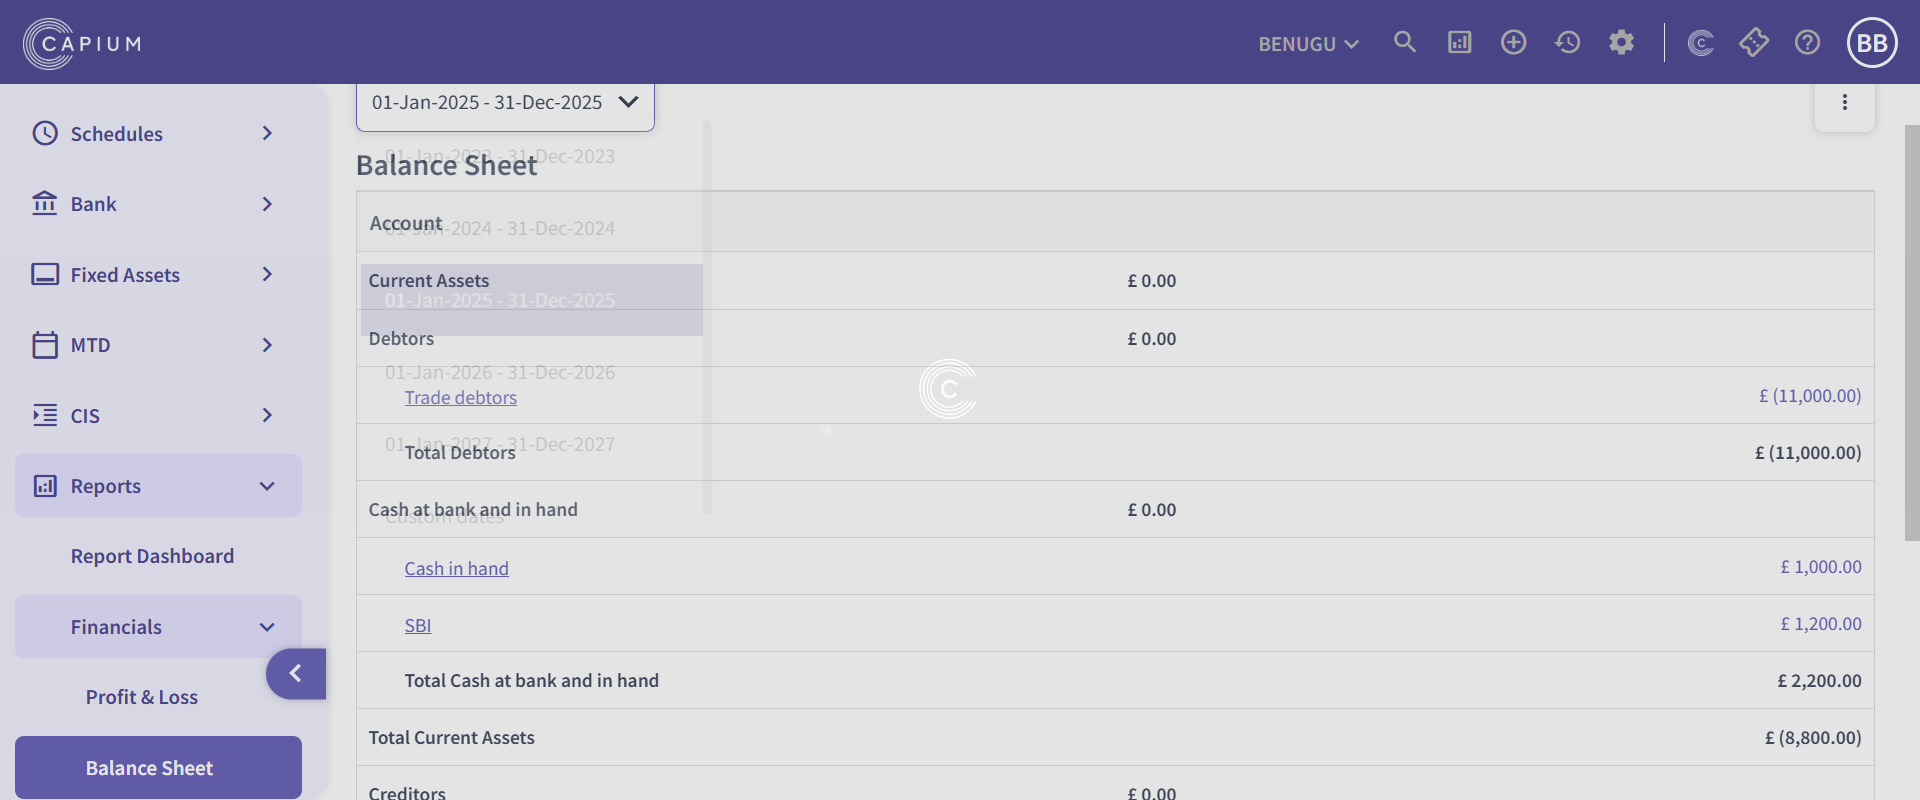 CAPIUM
BENUGU
BB
01-Jan-2025 - 31-Dec-2025
Schedules
Bank
Fixed Assets
MTD
CIS
Reports
Report Dashboard
Financials
Profit & Loss
Balance Sheet
01-Jan-2023 - 31-Dec-2023
Balance Sheet
Account
01-Jan-2024 - 31-Dec-2024
Current Assets £ 0.00
01-Jan-2025 - 31-Dec-2025
Debtors £ 0.00
01-Jan-2026 - 31-Dec-2026
Trade debtors £ (11,000.00)
01-Jan-2027 - 31-Dec-2027
Total Debtors £ (11,000.00)
Cash at bank and in hand £ 0.00
Custom dates
Cash in hand £ 1,000.00
SBI £ 1,200.00
Total Cash at bank and in hand £ 2,200.00
Total Current Assets £ (8,800.00)
Creditors £ 0.00